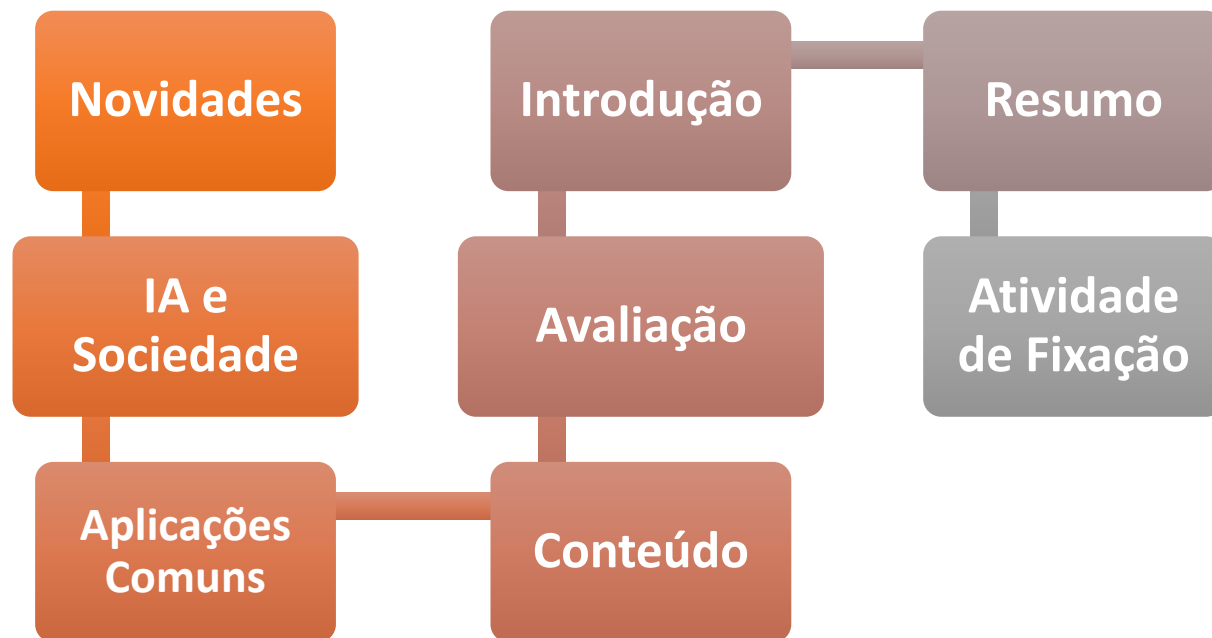 Novidades
IA e
Sociedade
Aplicações
Comuns
Conteúdo
Avaliação
Introdução
Resumo
Atividade
de Fixação